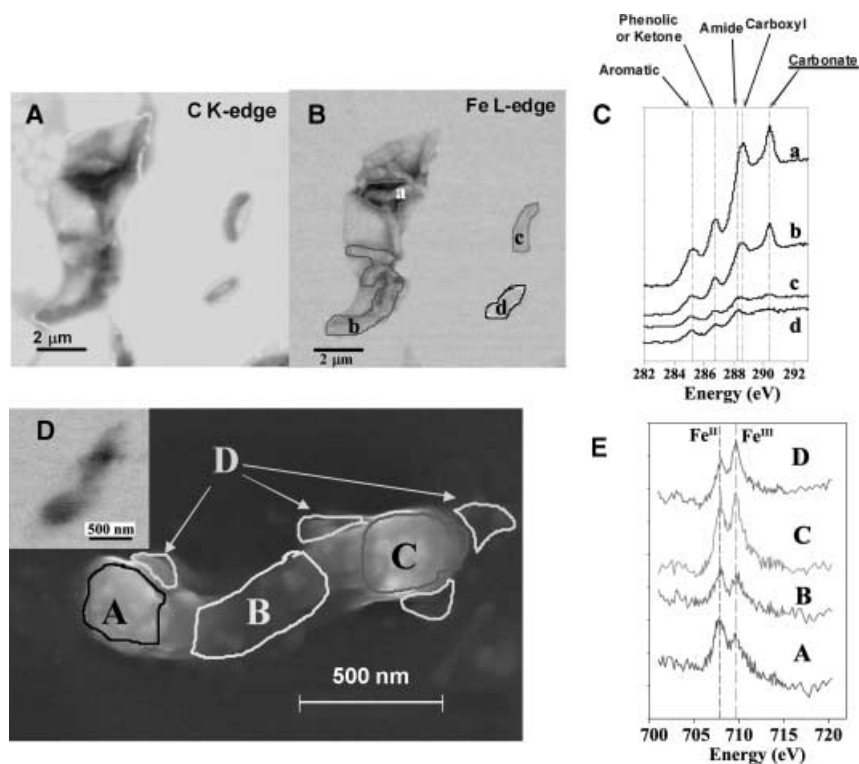 A
C K-edge
2 µm
B
Fe L-edge
a
b
c
d
2 µm
Phenolic
or Ketone
Amide
Carboxyl
Aromatic
Carbonate
C
a
b
c
d
282 284 286 288 290 292
Energy (eV)
D
500 nm
D
A
B
C
500 nm
E
Fe^II
Fe^III
D
C
B
A
700 705 710 715 720
Energy (eV)